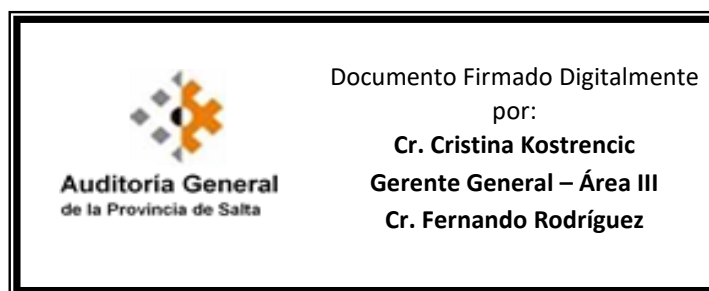 Auditoría General
de la Provincia de Salta
Documento Firmado Digitalmente
por:
Cr. Cristina Kostrencic
Gerente General – Área III
Cr. Fernando Rodríguez